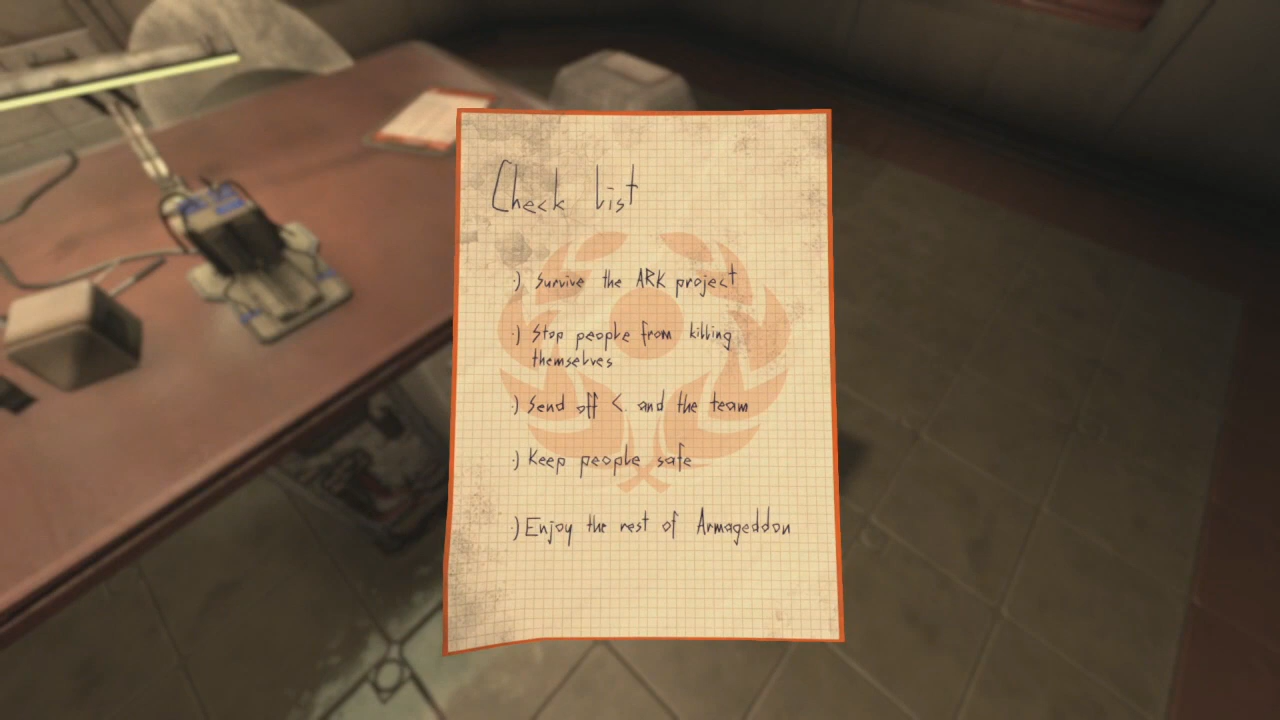 Check list
·) Survive the ARK project
·) Stop people from killing
themselves
·) Send off C. and the team
·) Keep people safe
·) Enjoy the rest of Armageddon